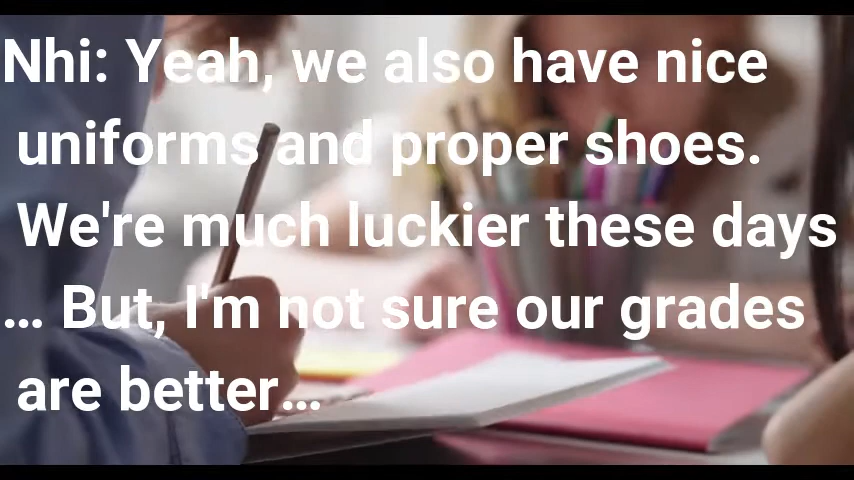 Nhi: Yeah, we also have nice
uniforms and proper shoes.
We're much luckier these days
… But, I'm not sure our grades
are better…